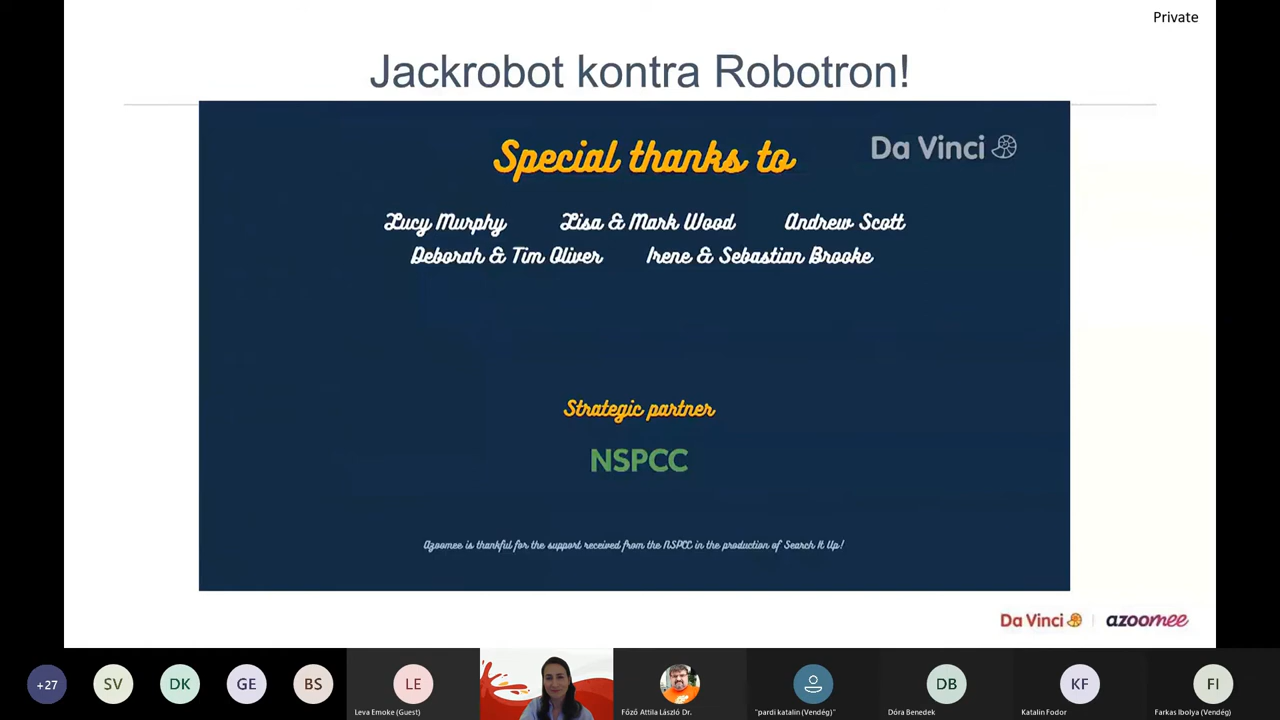 Private
Jackrobot kontra Robotron!
Special thanks to
Da Vinci
Lucy Murphy Lisa & Mark Wood Andrew Scott
Deborah & Tim Oliver Irene & Sebastian Brooke
Strategic partner
NSPCC
Azoomee is thankful for the support received from the NSPCC in the production of Search It Up!
Da Vinci | azoomee
+27 SV DK GE BS LE DB KF FI
Leva Emoke (Guest) Főző Attila László Dr. "pardi katalin (Vendég)" Dóra Benedek Katalin Fodor Farkas Ibolya (Vendég)